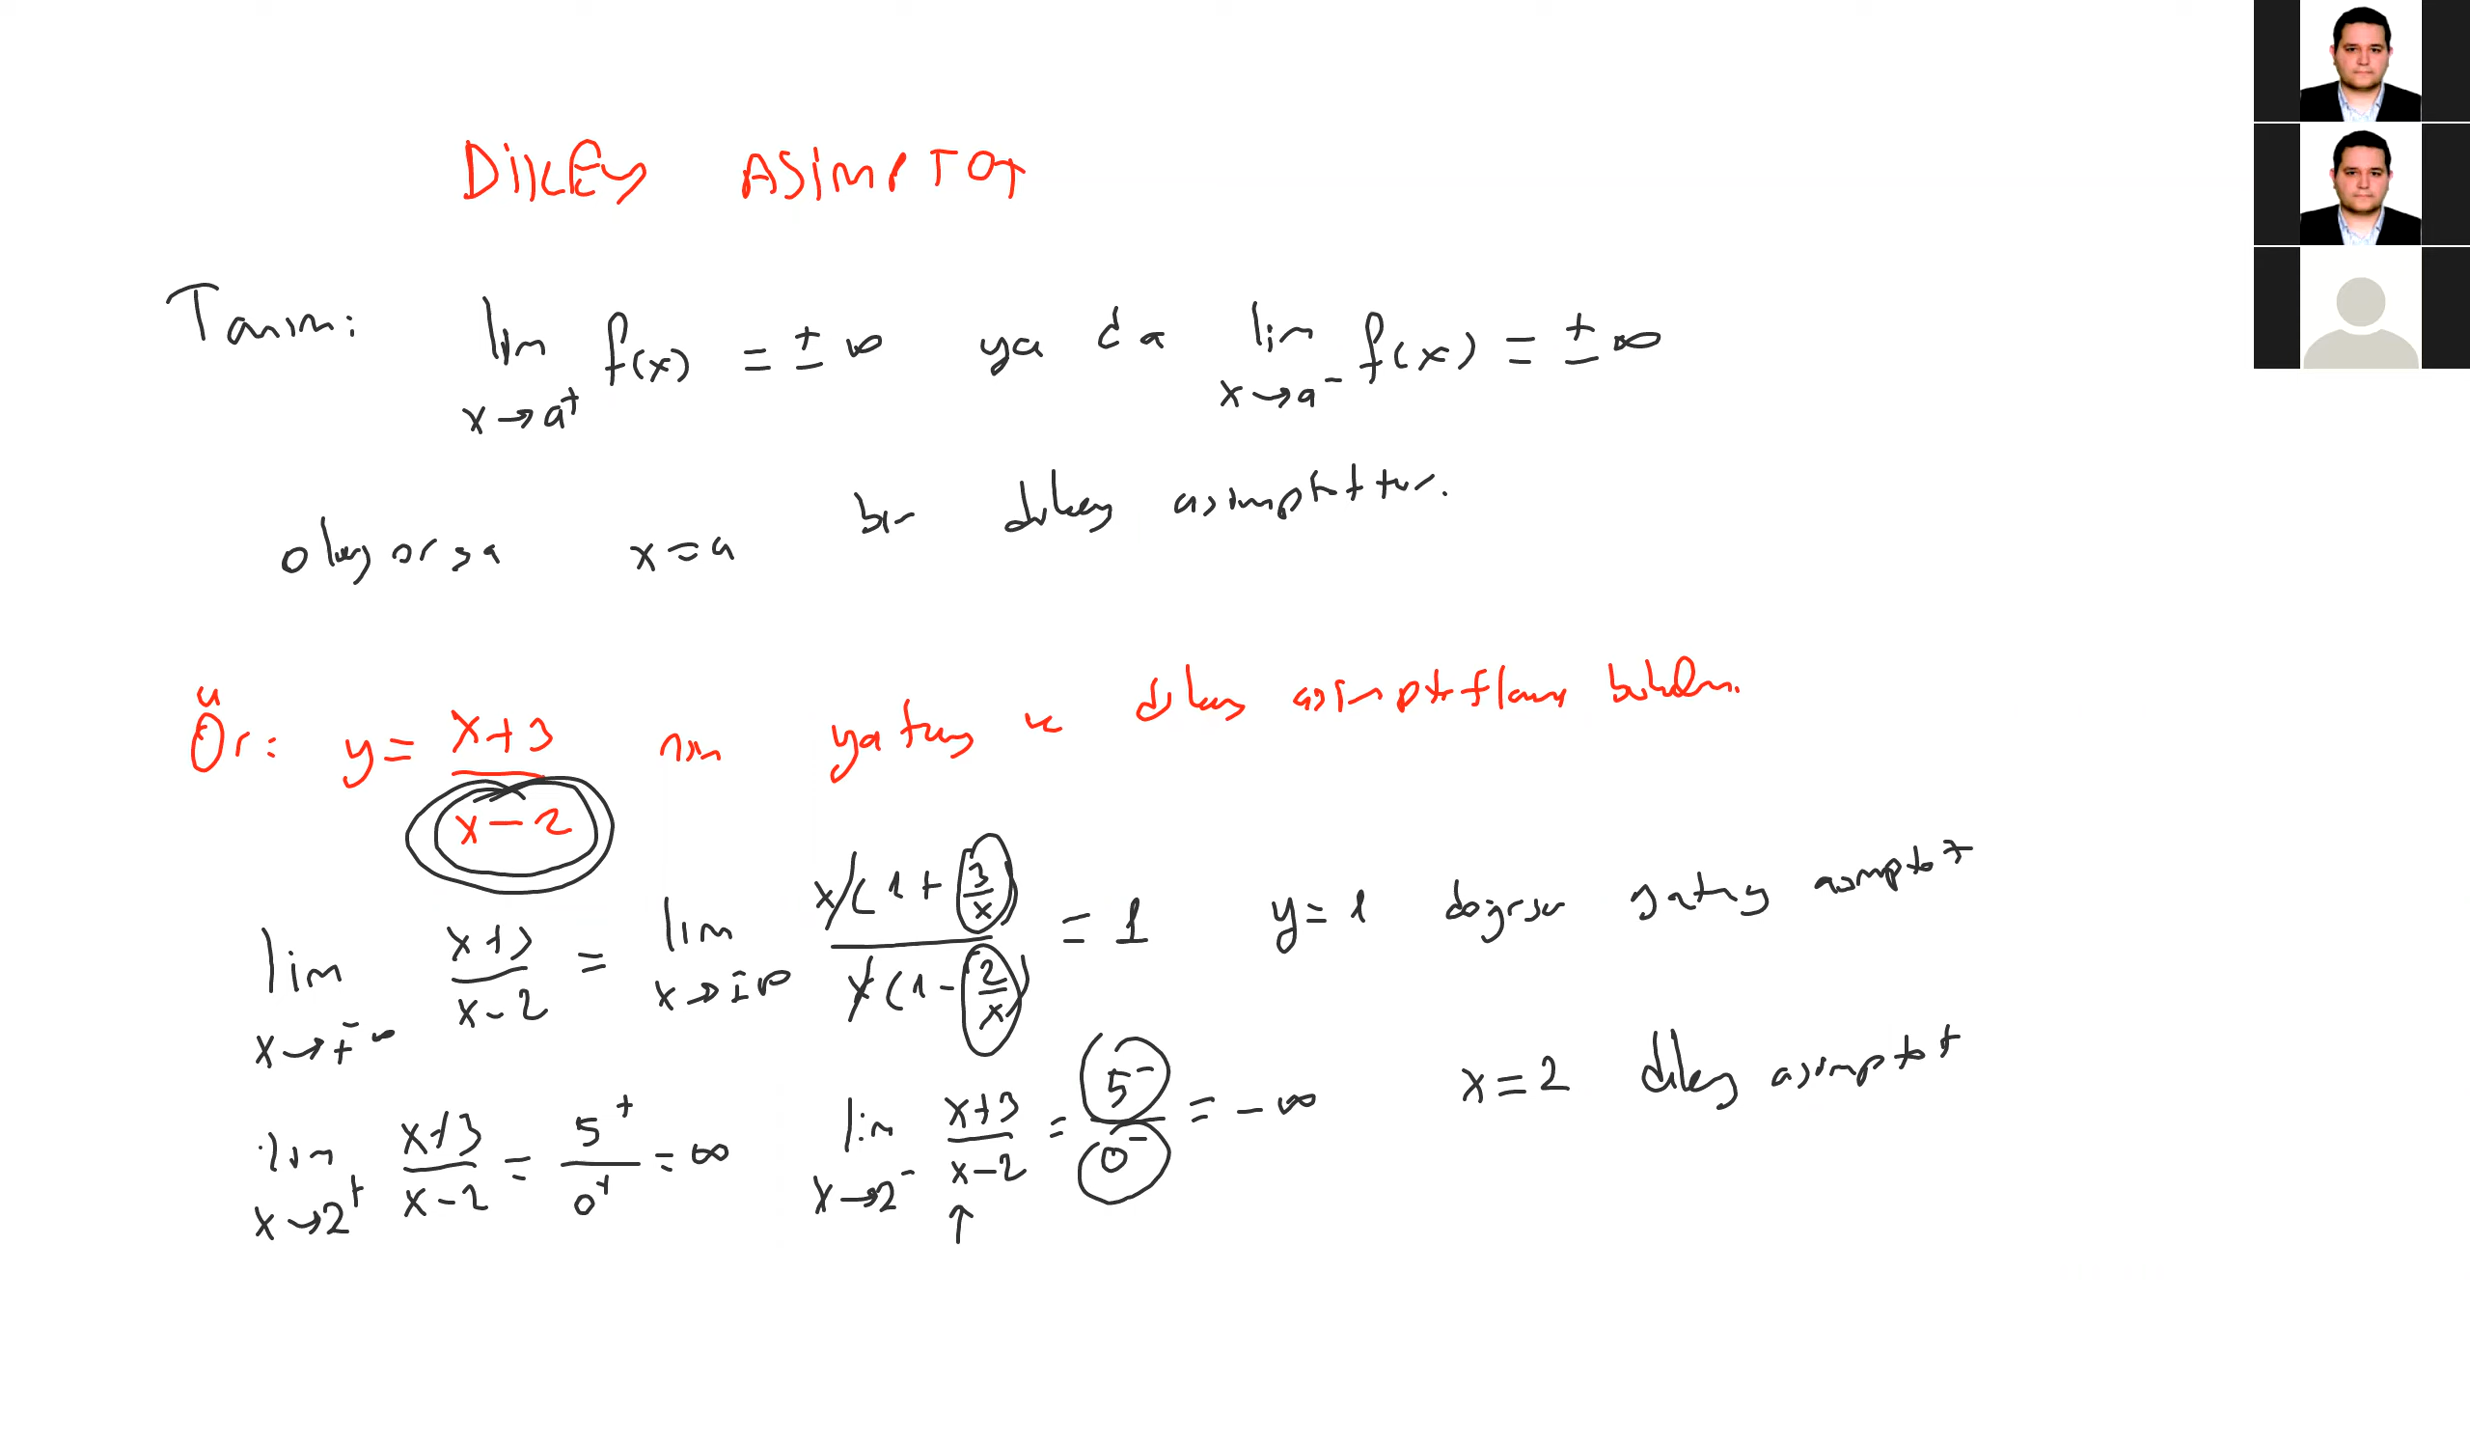 DİKEY ASİMPTOT
Tanım: lim x→a⁺ f(x) = ±∞ ya da lim x→a⁻ f(x) = ±∞
oluyorsa x=a bir dikey asimptottur.
Ör: y = (x+3)/(x−2) nin yatay ve dikey asimptotlarını bulalım.
lim x→∓∞ (x+3)/(x−2) = lim x→±∞ x(1+3/x)/x(1−2/x) = 1 y=1 doğrusu yatay asimptot
lim x→2⁺ (x+3)/(x−2) = 5⁺/0⁺ = ∞ lim x→2⁻ (x+3)/(x−2) = 5⁻/0⁻ = −∞ x=2 dikey asimptot